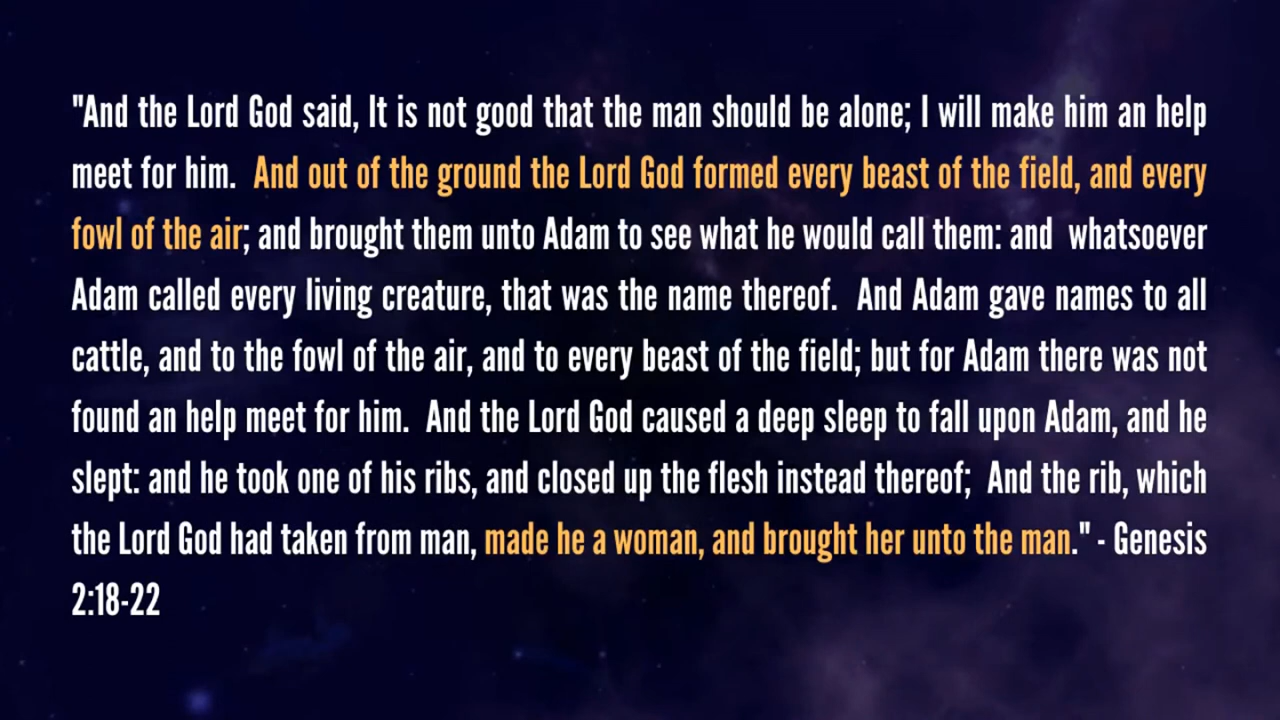 "And the Lord God said, It is not good that the man should be alone; I will make him an help
meet for him.  And out of the ground the Lord God formed every beast of the field, and every
fowl of the air; and brought them unto Adam to see what he would call them: and  whatsoever
Adam called every living creature, that was the name thereof.  And Adam gave names to all
cattle, and to the fowl of the air, and to every beast of the field; but for Adam there was not
found an help meet for him.  And the Lord God caused a deep sleep to fall upon Adam, and he
slept: and he took one of his ribs, and closed up the flesh instead thereof;  And the rib, which
the Lord God had taken from man, made he a woman, and brought her unto the man." - Genesis
2:18-22